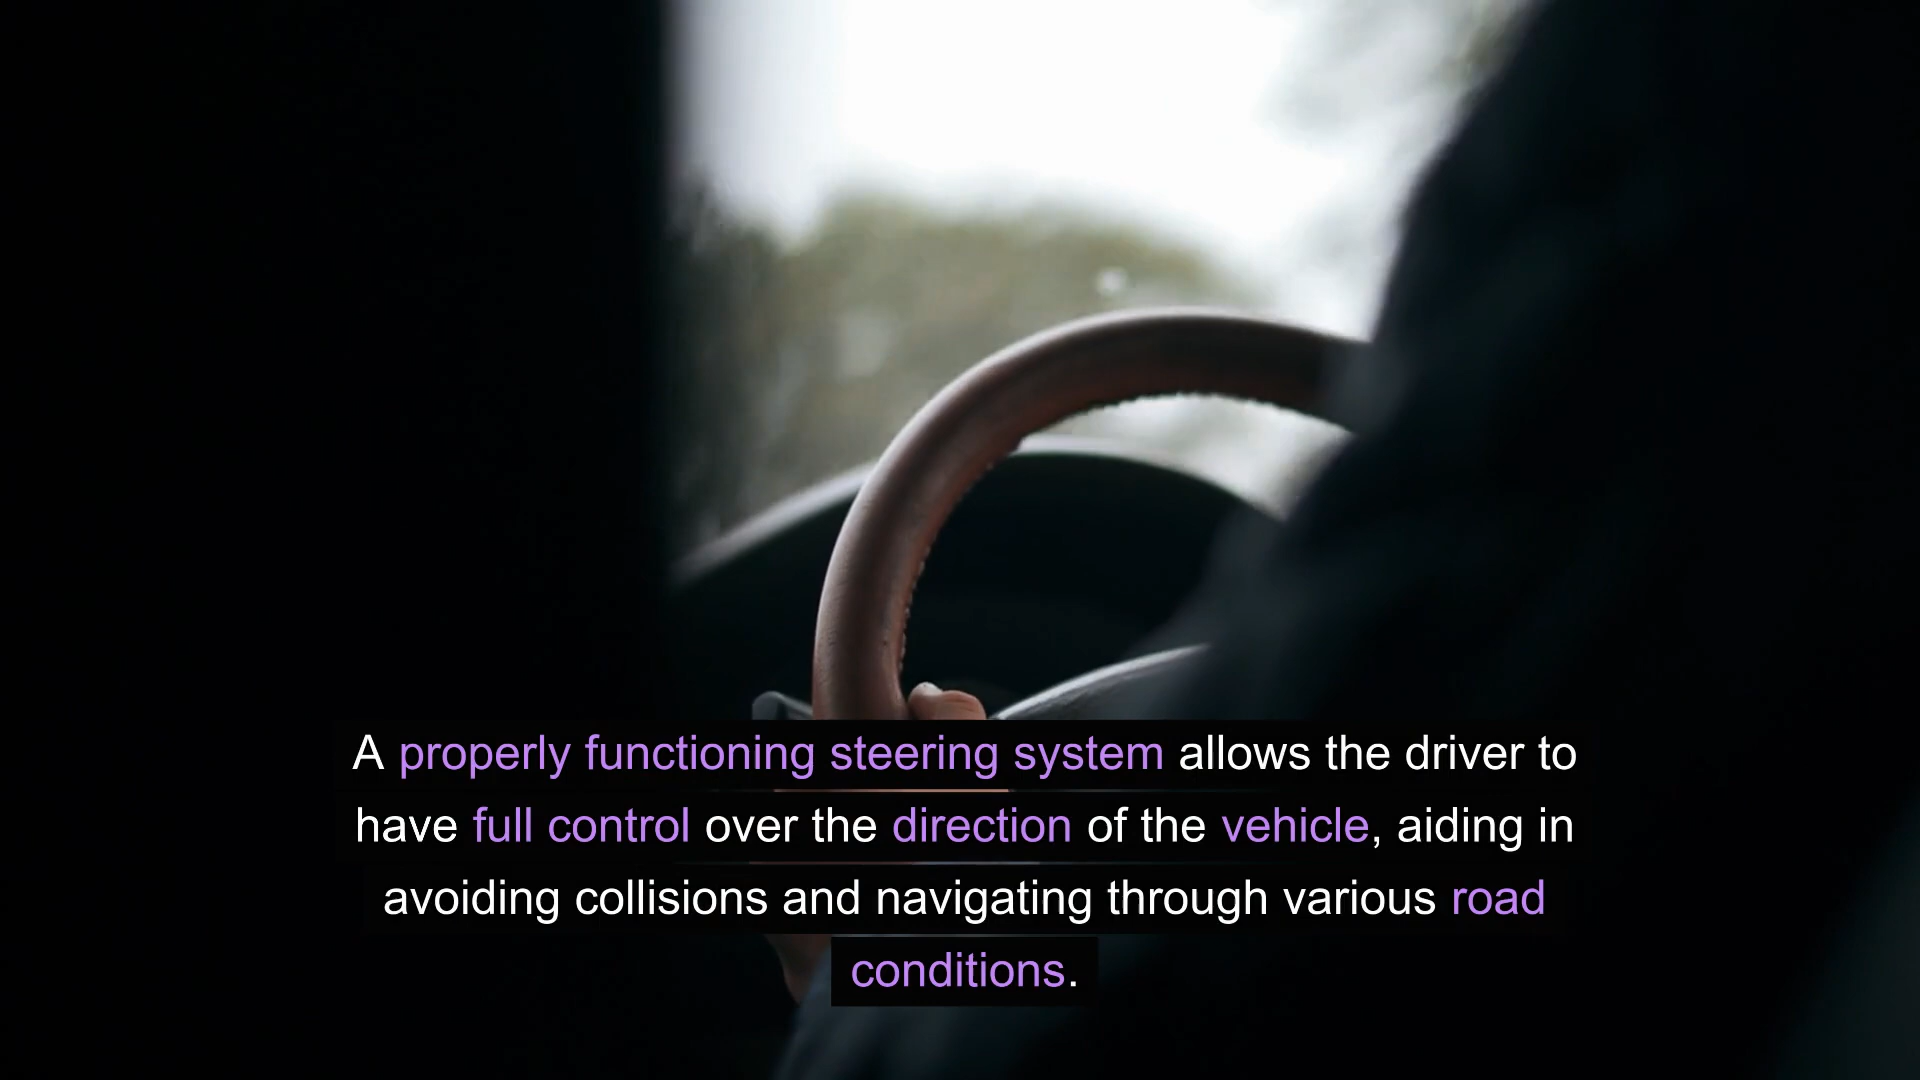 A properly functioning steering system allows the driver to
have full control over the direction of the vehicle, aiding in
avoiding collisions and navigating through various road
conditions.